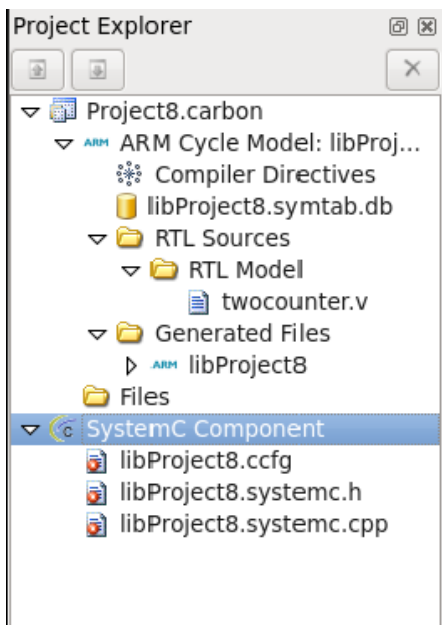 Project Explorer
Project8.carbon
ARM ARM Cycle Model: libProj...
Compiler Directives
libProject8.symtab.db
RTL Sources
RTL Model
twocounter.v
Generated Files
ARM libProject8
Files
C SystemC Component
libProject8.ccfg
libProject8.systemc.h
libProject8.systemc.cpp